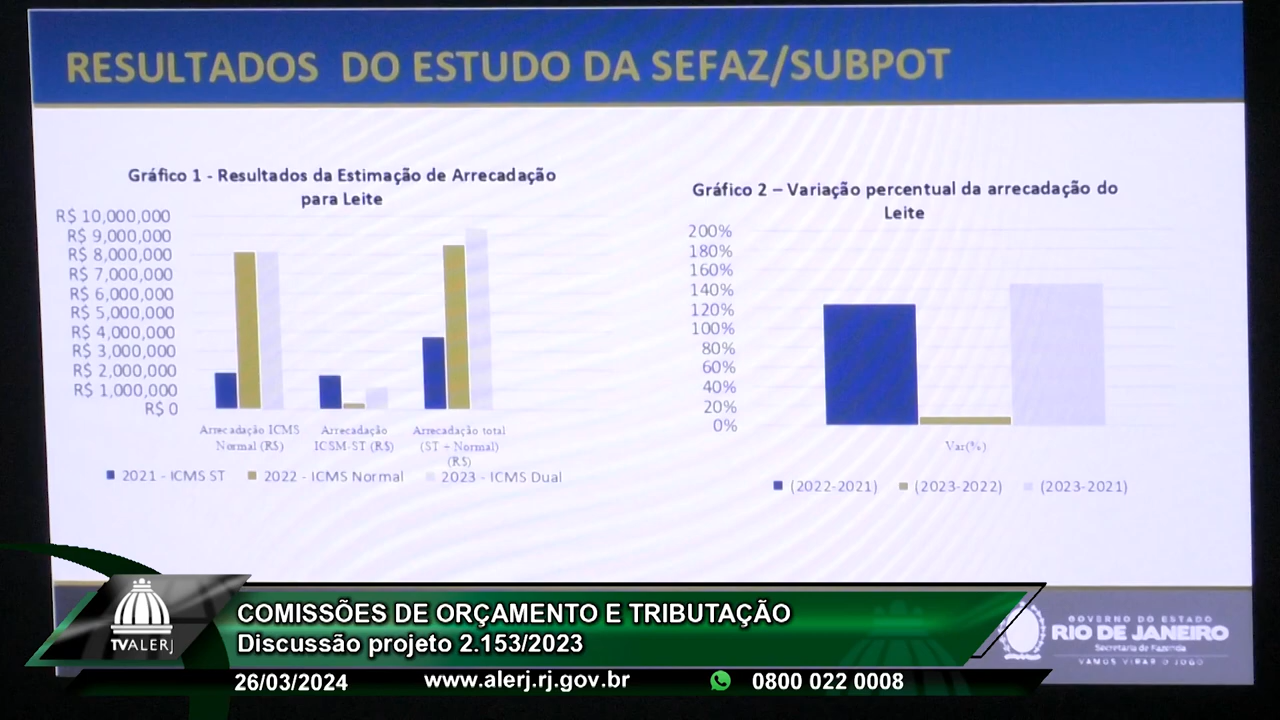 RESULTADOS DO ESTUDO DA SEFAZ/SUBPOT
Gráfico 1 - Resultados da Estimação de Arrecadação
para Leite
R$ 10,000,000
R$ 9,000,000
R$ 8,000,000
R$ 7,000,000
R$ 6,000,000
R$ 5,000,000
R$ 4,000,000
R$ 3,000,000
R$ 2,000,000
R$ 1,000,000
R$ 0
Arrecadação ICMS
Normal (R$)
Arrecadação
ICSM-ST (R$)
Arrecadação total
(ST + Normal)
(R$)
2021 - ICMS ST
2022 - ICMS Normal
2023 - ICMS Dual
Gráfico 2 – Variação percentual da arrecadação do
Leite
200%
180%
160%
140%
120%
100%
80%
60%
40%
20%
0%
Var(%)
(2022-2021)
(2023-2022)
(2023-2021)
GOVERNO DO ESTADO
RIO DE JANEIRO
Secretaria de Fazenda
VAMOS VIRAR O JOGO
TVALERJ
COMISSÕES DE ORÇAMENTO E TRIBUTAÇÃO
Discussão projeto 2.153/2023
26/03/2024
www.alerj.rj.gov.br
0800 022 0008